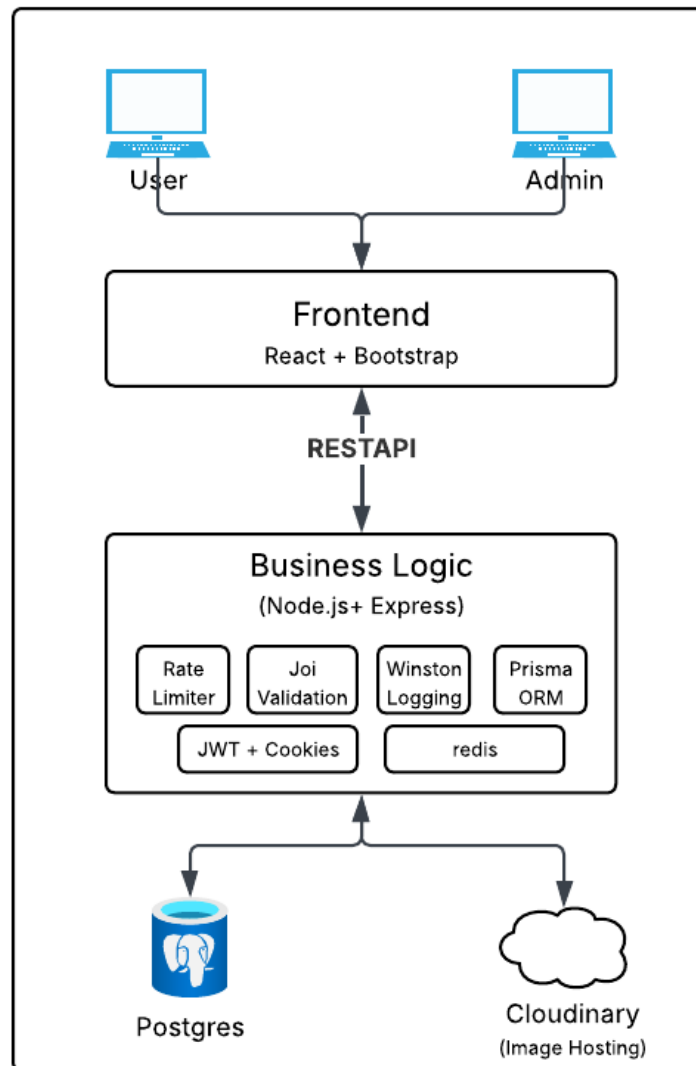 User
Admin
Frontend
React + Bootstrap
RESTAPI
Business Logic
(Node.js+ Express)
Rate
Limiter
Joi
Validation
Winston
Logging
Prisma
ORM
JWT + Cookies
redis
Postgres
Cloudinary
(Image Hosting)